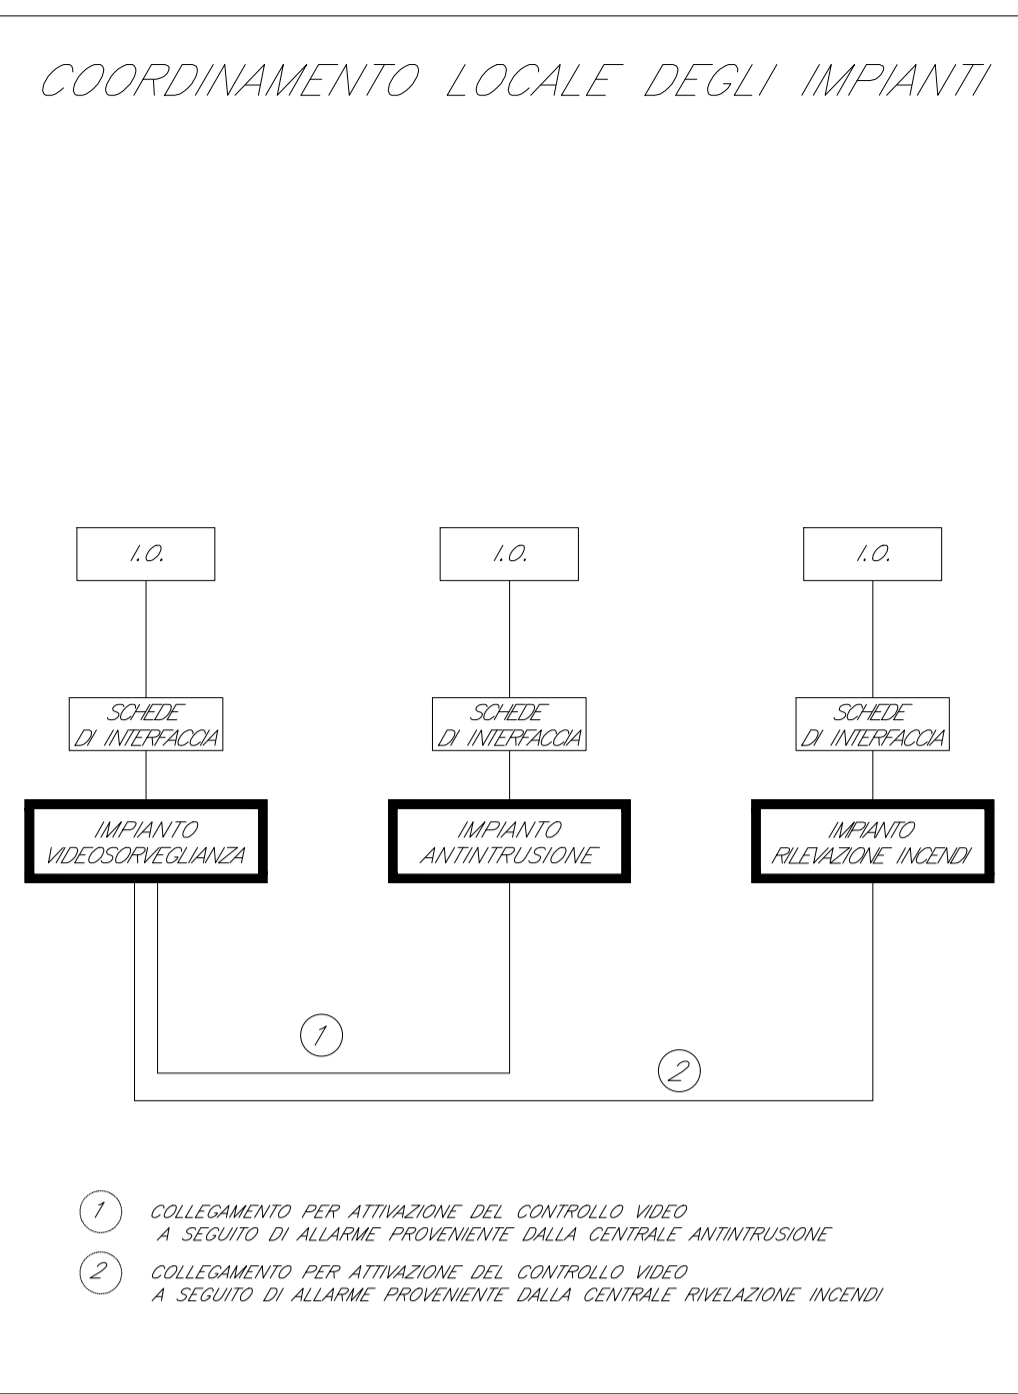 COORDINAMENTO LOCALE DEGLI IMPIANTI
I.O.
I.O.
I.O.
SCHEDE
DI INTERFACCIA
SCHEDE
DI INTERFACCIA
SCHEDE
DI INTERFACCIA
IMPIANTO
VIDEOSORVEGLIANZA
IMPIANTO
ANTINTRUSIONE
IMPIANTO
RILEVAZIONE INCENDI
1
2
1 COLLEGAMENTO PER ATTIVAZIONE DEL CONTROLLO VIDEO
A SEGUITO DI ALLARME PROVENIENTE DALLA CENTRALE ANTINTRUSIONE
2 COLLEGAMENTO PER ATTIVAZIONE DEL CONTROLLO VIDEO
A SEGUITO DI ALLARME PROVENIENTE DALLA CENTRALE RIVELAZIONE INCENDI